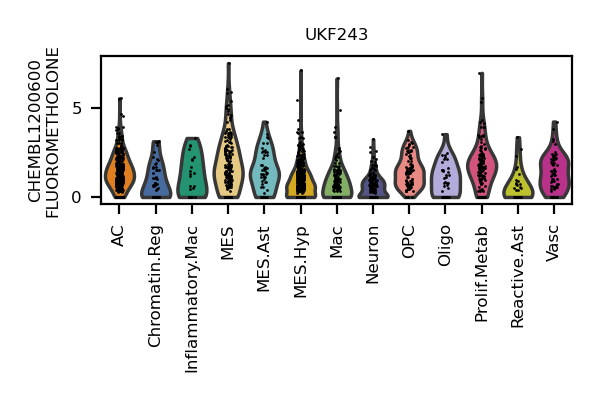 UKF243
CHEMBL1200600
FLUOROMETHOLONE
5
0
AC
Chromatin.Reg
Inflammatory.Mac
MES
MES.Ast
MES.Hyp
Mac
Neuron
OPC
Oligo
Prolif.Metab
Reactive.Ast
Vasc